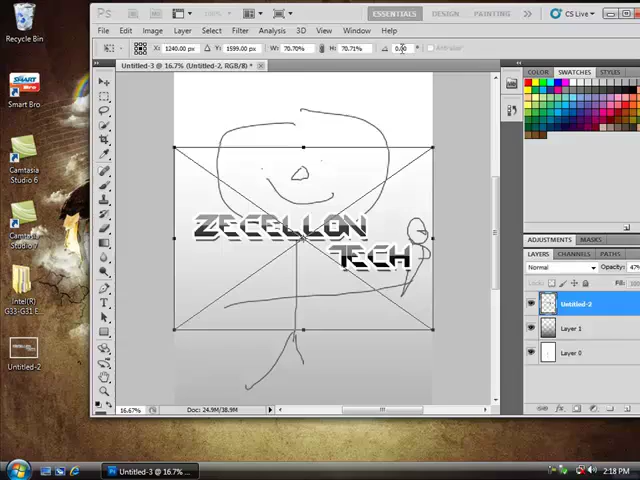 Recycle Bin
Smart Bro
Camtasia Studio 6
Camtasia Studio 7
Intel(R) G33-G31 E...
Untitled-2
Ps
ESSENTIALS
DESIGN
PAINTING
CS Live
File Edit Image Layer Select Filter Analysis 3D View Window Help
X: 1240.00 px
Y: 1599.00 px
W: 70.70%
H: 70.71%
0.00
Untitled-3 @ 16.7% (Untitled-2, RGB/8) *
ZECELLON
TECH
COLOR SWATCHES STYLES
ADJUSTMENTS MASKS
LAYERS CHANNELS PATHS
Normal
Opacity: 47%
Lock:
Fill:
Untitled-2
Layer 1
Layer 0
16.67%
Doc: 24.9M/38.9M
Untitled-3 @ 16.7% ...
2:18 PM